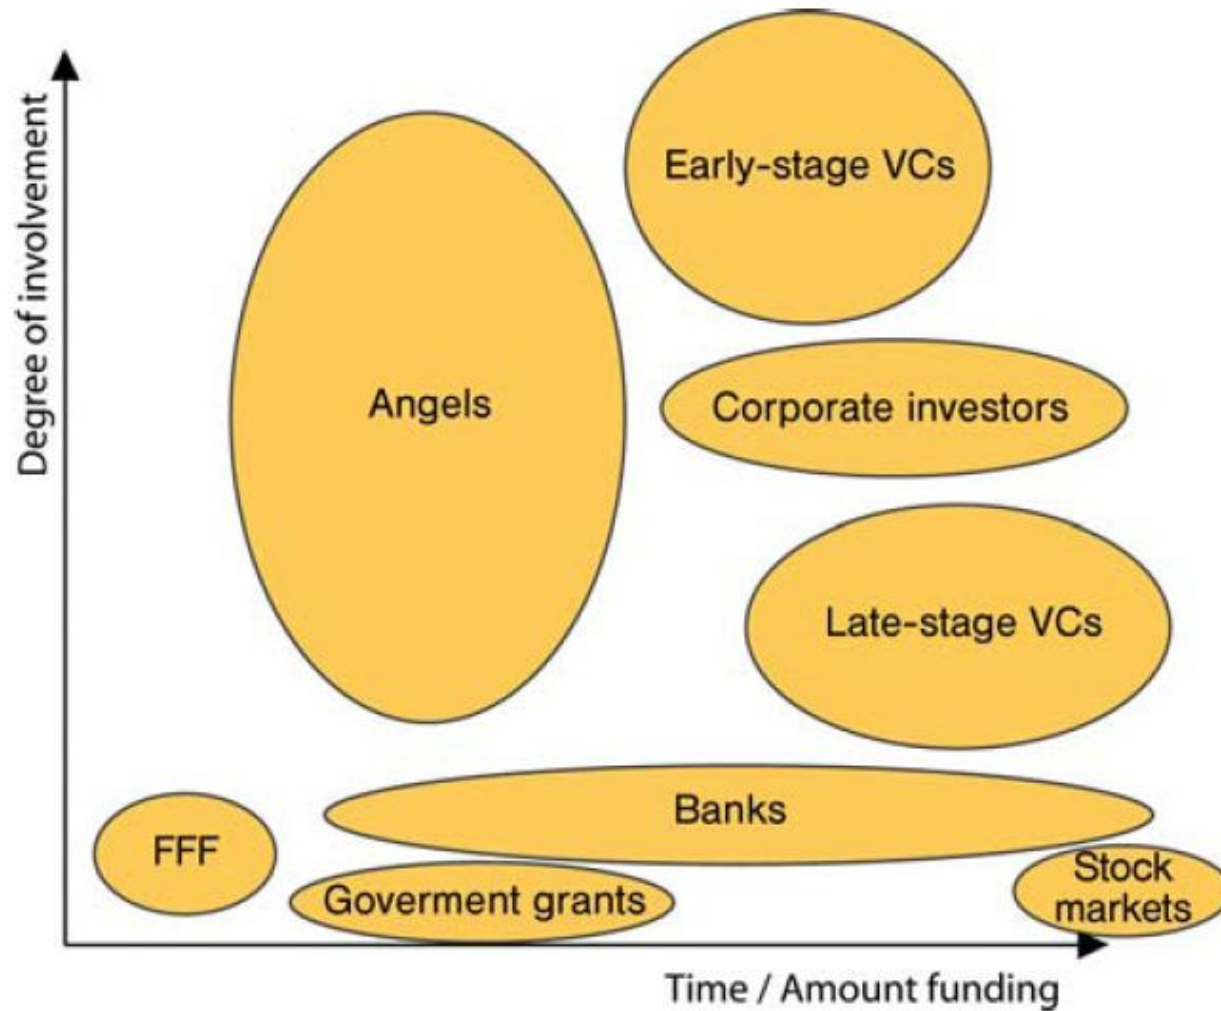 Degree of involvement
Early-stage VCs
Angels
Corporate investors
Late-stage VCs
Banks
FFF
Goverment grants
Stock
markets
Time / Amount funding